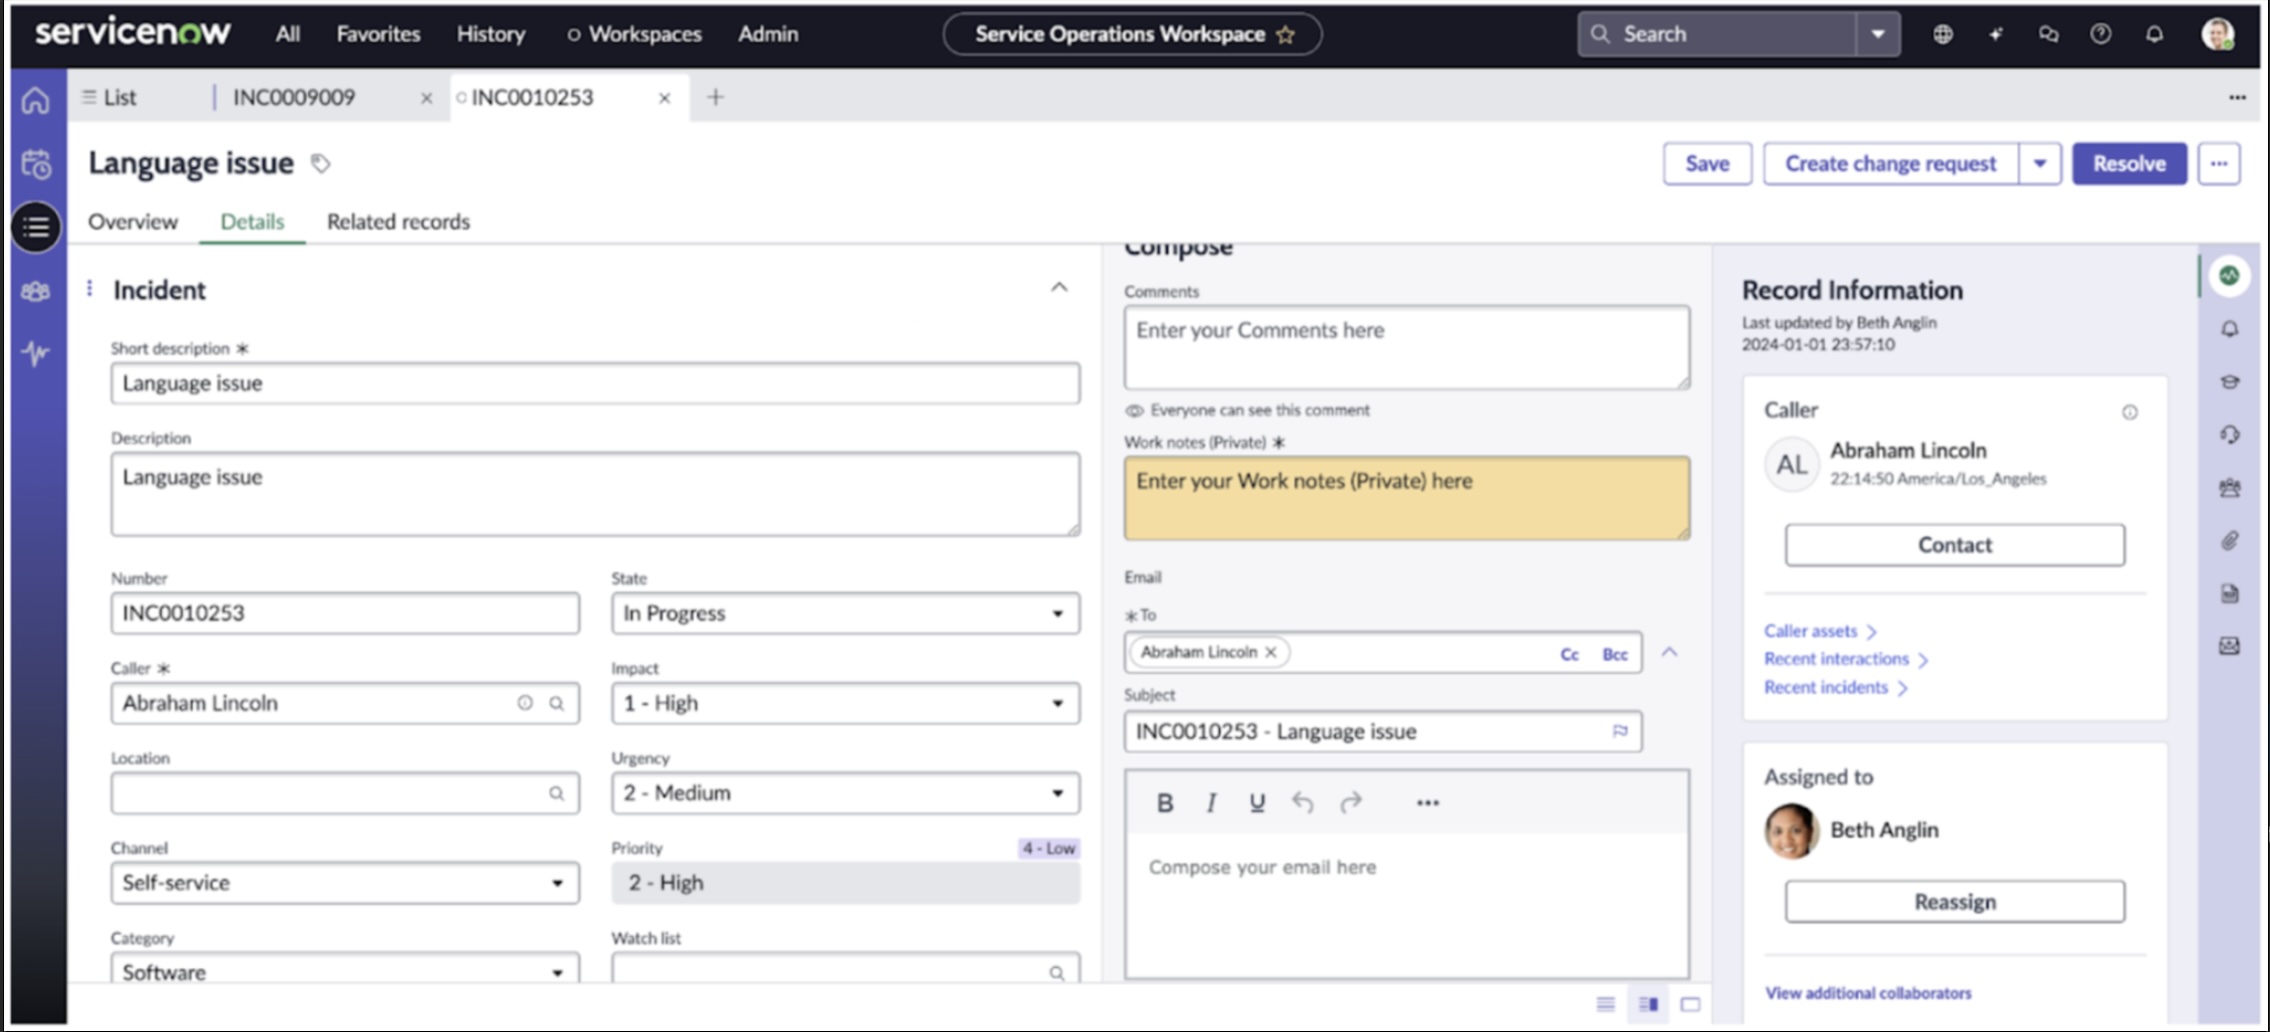 servicenow All Favorites History Workspaces Admin Service Operations Workspace Search
List INC0009009 INC0010253
Language issue
Save Create change request Resolve
Overview Details Related records
Incident
Short description *
Language issue
Description
Language issue
Number
INC0010253
State
In Progress
Caller *
Abraham Lincoln
Impact
1 - High
Location
Urgency
2 - Medium
Channel
Self-service
Priority
4 - Low
2 - High
Category
Software
Watch list
Compose
Comments
Enter your Comments here
Everyone can see this comment
Work notes (Private) *
Enter your Work notes (Private) here
Email
* To
Abraham Lincoln Cc Bcc
Subject
INC0010253 - Language issue
B I U
Compose your email here
Record Information
Last updated by Beth Anglin
2024-01-01 23:57:10
Caller
AL
Abraham Lincoln
22:14:50 America/Los_Angeles
Contact
Caller assets
Recent interactions
Recent incidents
Assigned to
Beth Anglin
Reassign
View additional collaborators